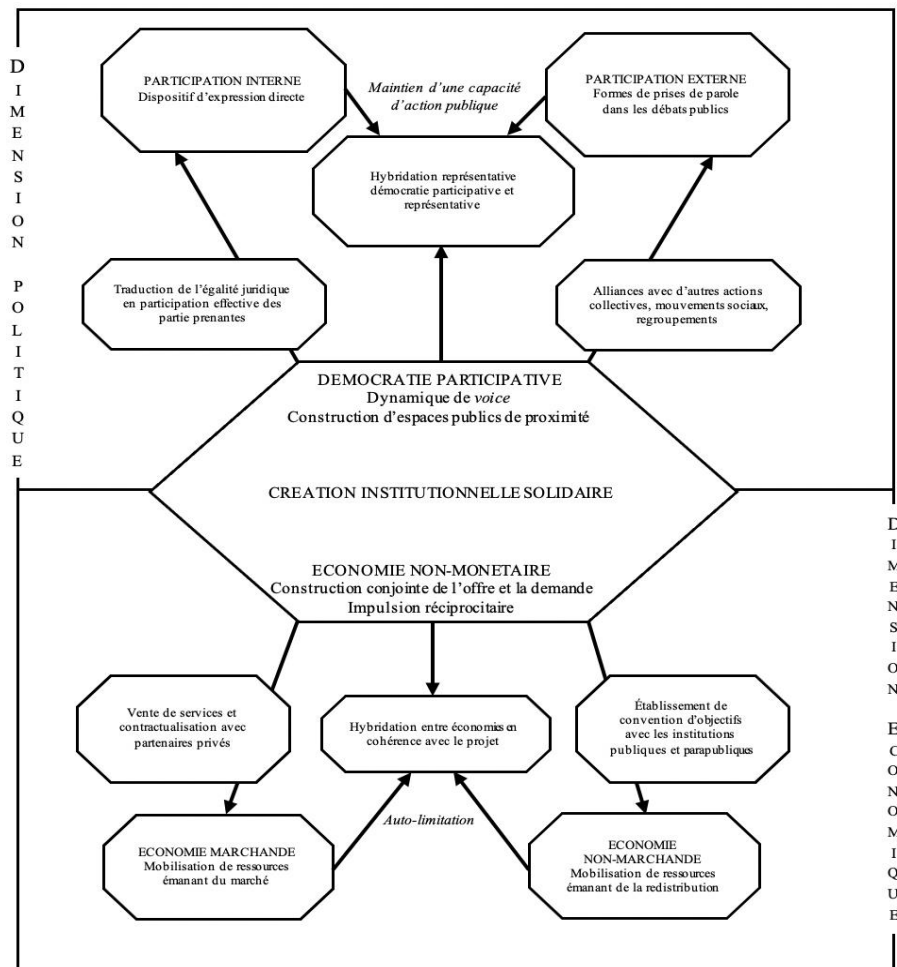 DIMENSION POLITIQUE
PARTICIPATION INTERNE
Dispositif d'expression directe
Maintien d'une capacité
d'action publique
PARTICIPATION EXTERNE
Formes de prises de parole
dans les débats publics
Hybridation représentative
démocratie participative et
représentative
Traduction de l'égalité juridique
en participation effective des
partie prenantes
Alliances avec d'autres actions
collectives, mouvements sociaux,
regroupements
DEMOCRATIE PARTICIPATIVE
Dynamique de voice
Construction d'espaces publics de proximité
CREATION INSTITUTIONNELLE SOLIDAIRE
ECONOMIE NON-MONETAIRE
Construction conjointe de l'offre et la demande
Impulsion réciprocitaire
DIMENSION ECONOMIQUE
Vente de services et
contractualisation avec
partenaires privés
Hybridation entre économies en
cohérence avec le projet
Établissement de
convention d'objectifs
avec les institutions
publiques et parapubliques
Auto-limitation
ECONOMIE MARCHANDE
Mobilisation de ressources
émanant du marché
ECONOMIE
NON-MARCHANDE
Mobilisation de ressources
émanant de la redistribution